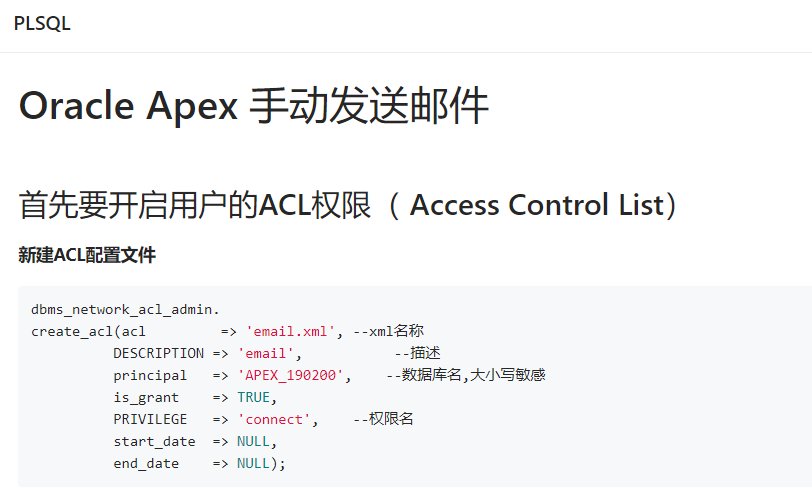 PLSQL
Oracle Apex 手动发送邮件
首先要开启用户的ACL权限（ Access Control List）
新建ACL配置文件
dbms_network_acl_admin.
create_acl(acl         => 'email.xml', --xml名称
          DESCRIPTION => 'email',           --描述
          principal   => 'APEX_190200',    --数据库名,大小写敏感
          is_grant    => TRUE,
          PRIVILEGE   => 'connect',    --权限名
          start_date  => NULL,
          end_date    => NULL);